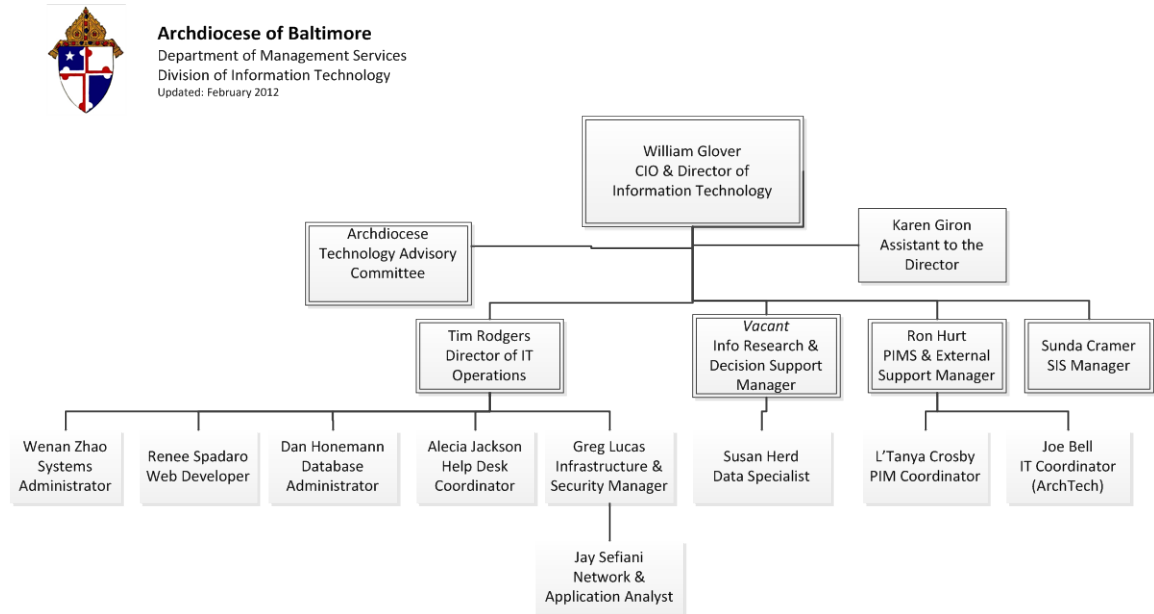 Archdiocese of Baltimore
Department of Management Services
Division of Information Technology
Updated: February 2012
William Glover
CIO & Director of
Information Technology
Archdiocese
Technology Advisory
Committee
Karen Giron
Assistant to the
Director
Tim Rodgers
Director of IT
Operations
Vacant
Info Research &
Decision Support
Manager
Ron Hurt
PIMS & External
Support Manager
Sunda Cramer
SIS Manager
Wenan Zhao
Systems
Administrator
Renee Spadaro
Web Developer
Dan Honemann
Database
Administrator
Alecia Jackson
Help Desk
Coordinator
Greg Lucas
Infrastructure &
Security Manager
Susan Herd
Data Specialist
L’Tanya Crosby
PIM Coordinator
Joe Bell
IT Coordinator
(ArchTech)
Jay Sefiani
Network &
Application Analyst